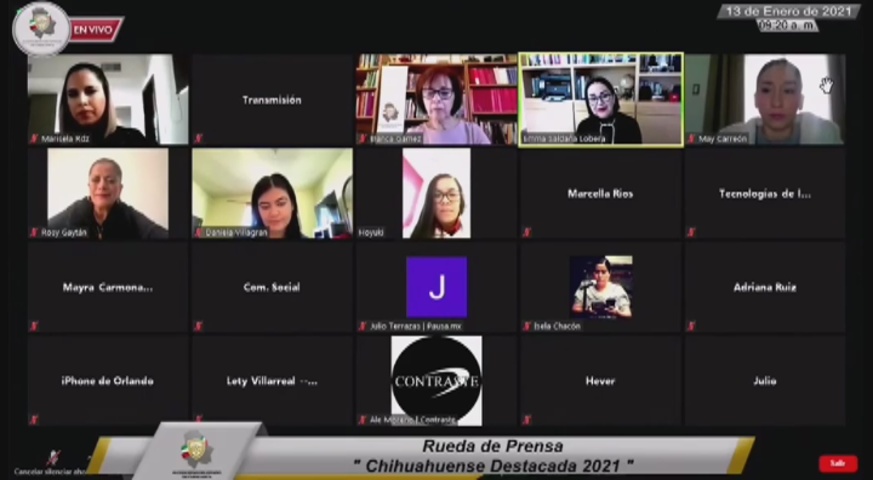 EN VIVO
13 de Enero de 2021
09:20 a. m.
Marisela Rdz
Transmisión
Blanca Gámez
Emma Saldaña Lobera
May Carreón
Rosy Gaytán
Daniela Villagran
Hoyuki
Marcella Rios
Tecnologías de I...
Mayra Carmona...
Com. Social
J
Julio Terrazas | Pausa.mx
Isela Chacón
Adriana Ruiz
iPhone de Orlando
Lety Villarreal --...
CONTRASTE
Ale Moreno | Contraste
Hever
Julio
Rueda de Prensa
" Chihuahuense Destacada 2021 "
Cancelar silenciar aho
Salir